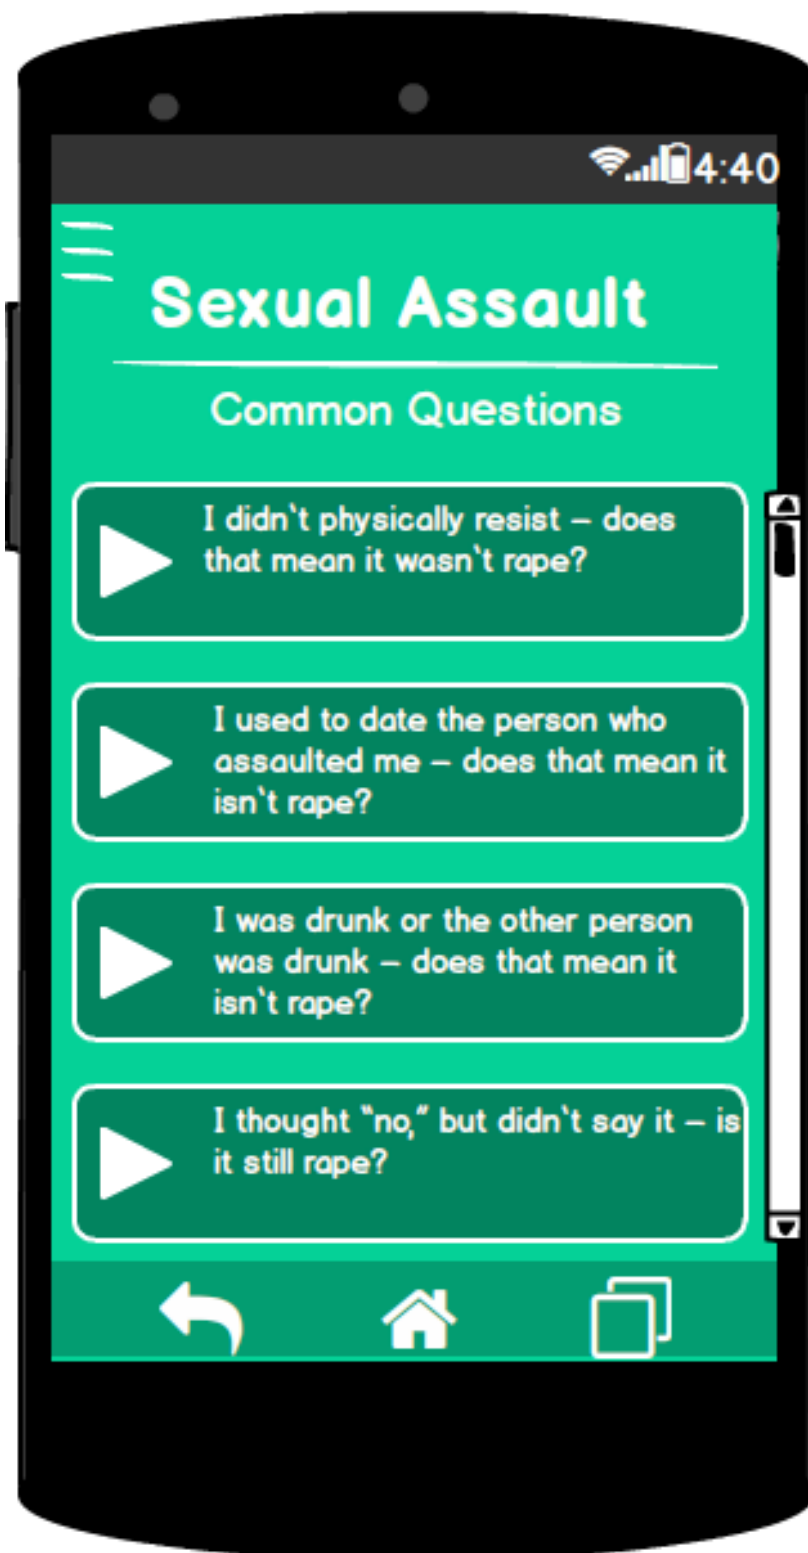 4:40
Sexual Assault
Common Questions
I didn't physically resist – does
that mean it wasn't rape?
I used to date the person who
assaulted me – does that mean it
isn't rape?
I was drunk or the other person
was drunk – does that mean it
isn't rape?
I thought "no," but didn't say it – is
it still rape?